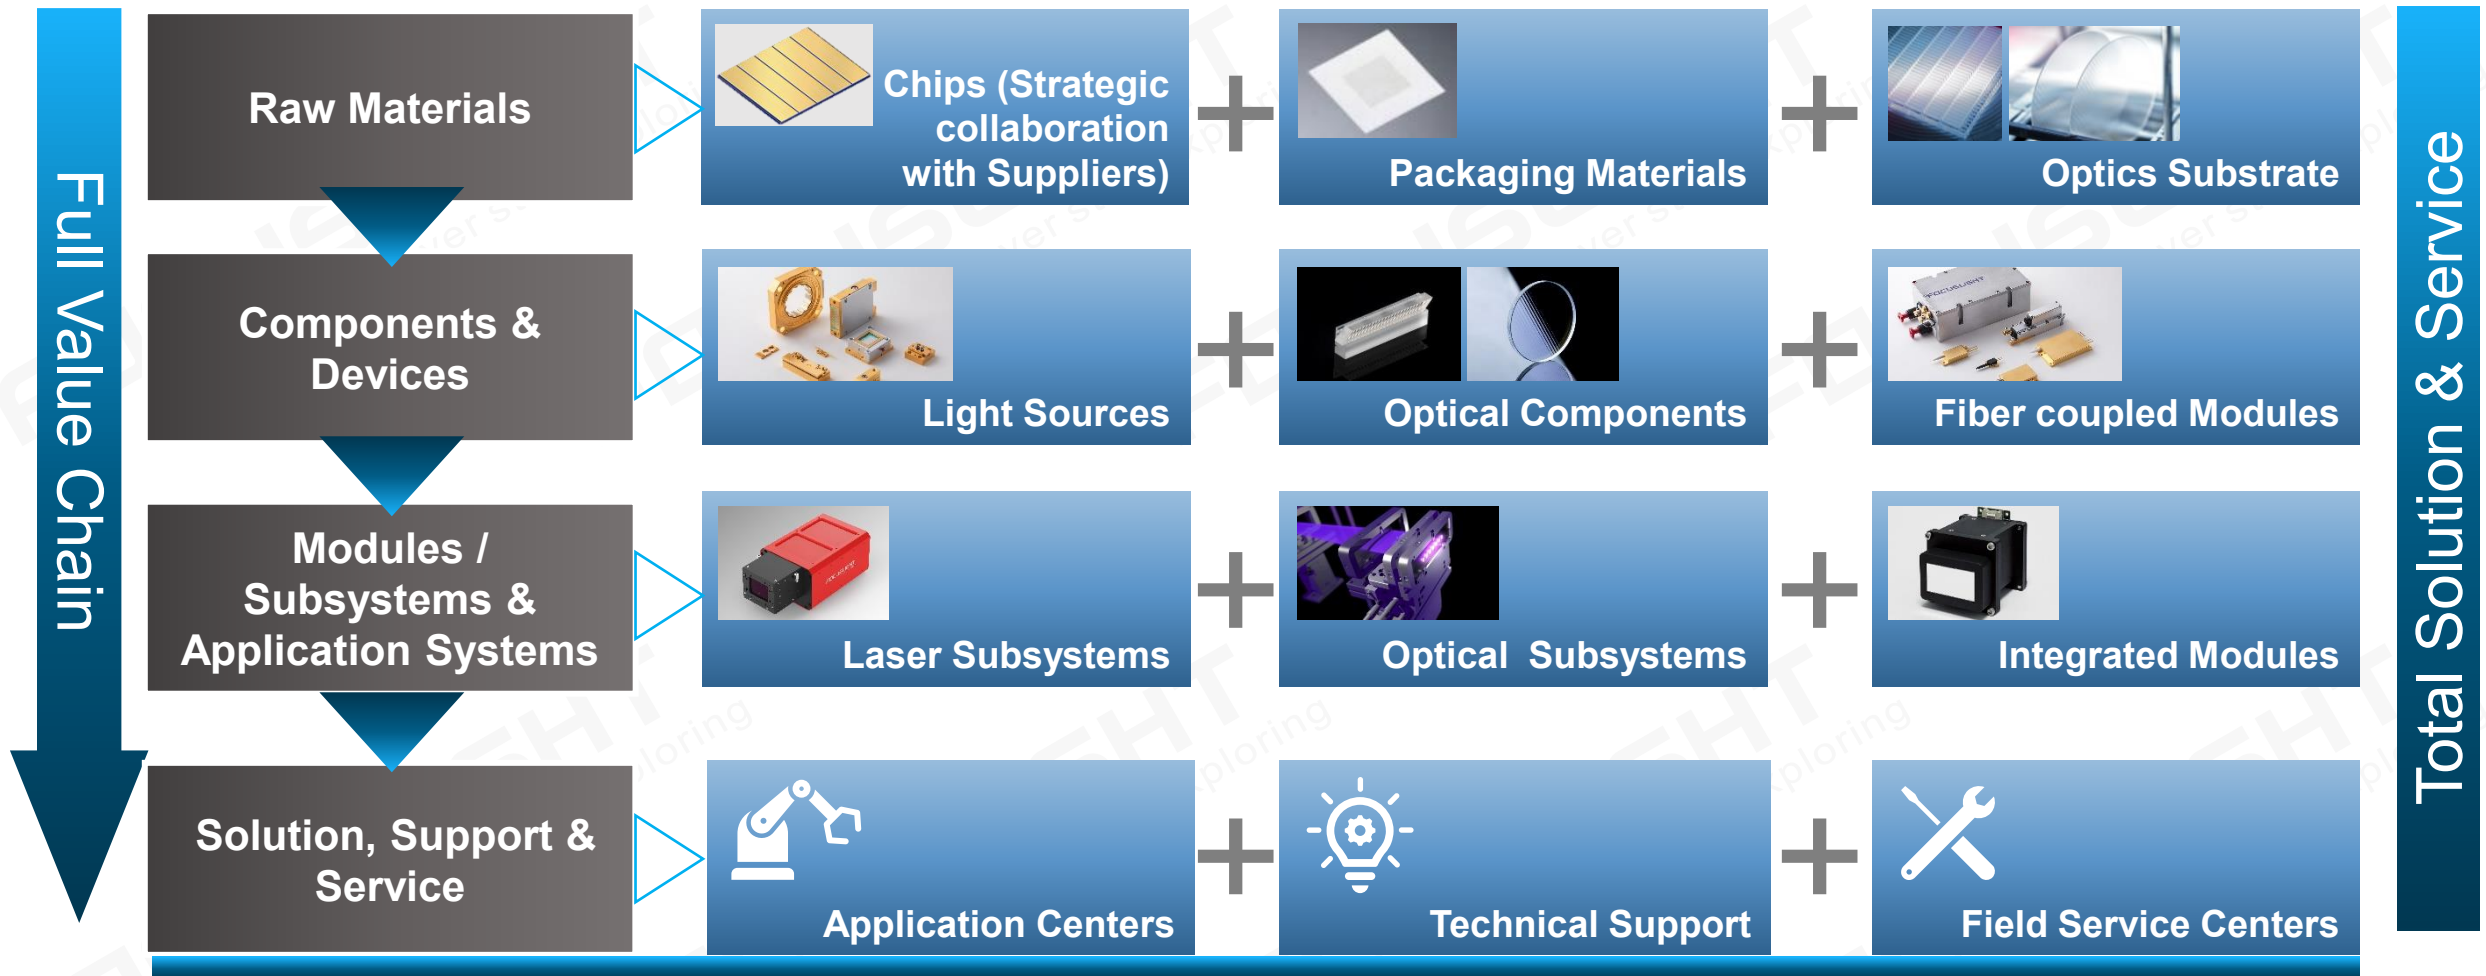 Full Value Chain
Raw Materials
Chips (Strategic
collaboration
with Suppliers)
Packaging Materials
Optics Substrate
Components &
Devices
Light Sources
Optical Components
FOCUSLIGHT
Fiber coupled Modules
Modules /
Subsystems &
Application Systems
Laser Subsystems
Optical  Subsystems
Integrated Modules
Solution, Support &
Service
Application Centers
Technical Support
Field Service Centers
Total Solution & Service